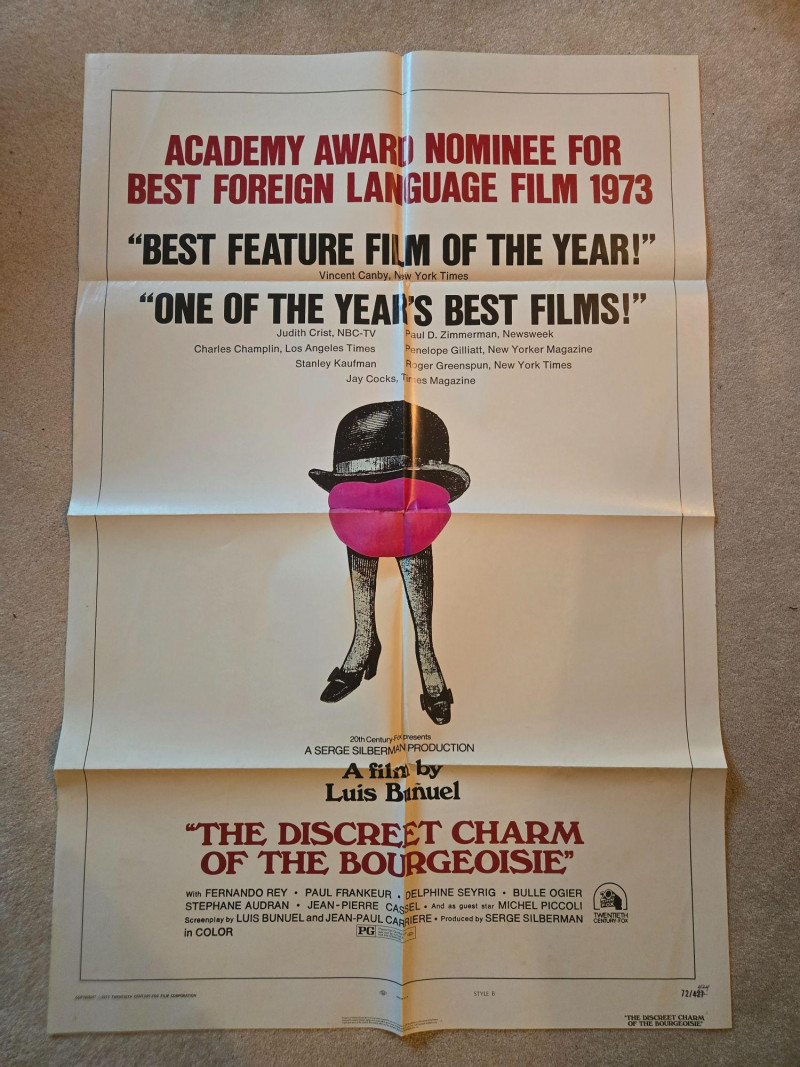 ACADEMY AWARD NOMINEE FOR
BEST FOREIGN LANGUAGE FILM 1973
“BEST FEATURE FILM OF THE YEAR!”
Vincent Canby, New York Times
“ONE OF THE YEAR'S BEST FILMS!”
Judith Crist, NBC-TV Paul D. Zimmerman, Newsweek
Charles Champlin, Los Angeles Times Penelope Gilliatt, New Yorker Magazine
Stanley Kaufman Roger Greenspun, New York Times
Jay Cocks, Times Magazine
20th Century-Fox presents
A SERGE SILBERMAN PRODUCTION
A film by
Luis Buñuel
“THE DISCREET CHARM
OF THE BOURGEOISIE”
With FERNANDO REY • PAUL FRANKEUR • DELPHINE SEYRIG • BULLE OGIER
STEPHANE AUDRAN • JEAN-PIERRE CASSEL • And as guest star MICHEL PICCOLI
Screenplay by LUIS BUNUEL and JEAN-PAUL CARRIERE • Produced by SERGE SILBERMAN
in COLOR
PG
TWENTIETH
CENTURY-FOX
STYLE B
72/427
“THE DISCREET CHARM
OF THE BOURGEOISIE”